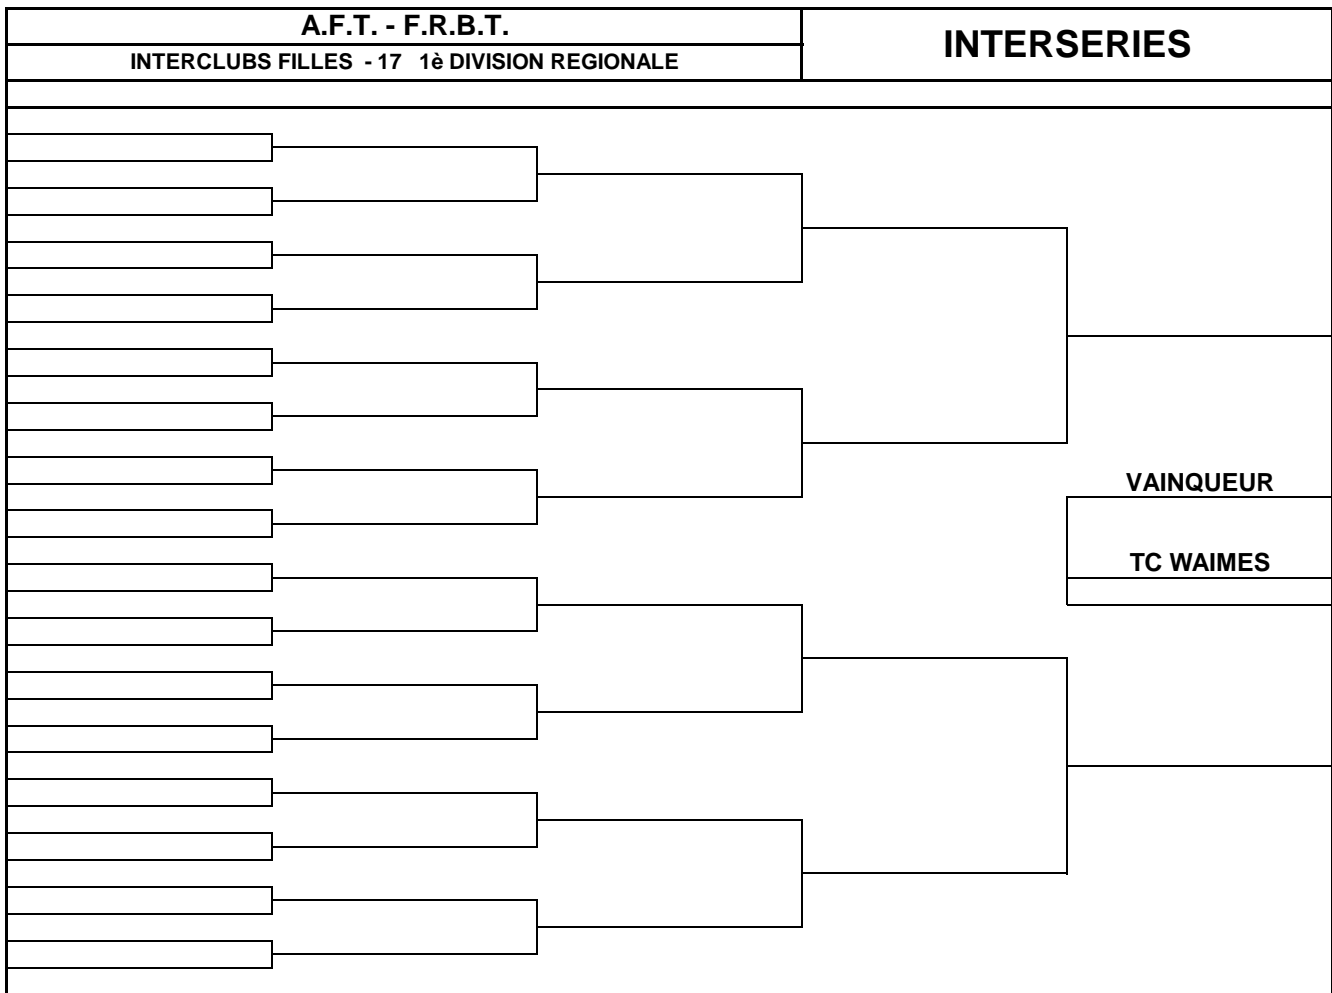 A.F.T. - F.R.B.T.
INTERSERIES
INTERCLUBS FILLES - 17 1è DIVISION REGIONALE
VAINQUEUR
TC WAIMES